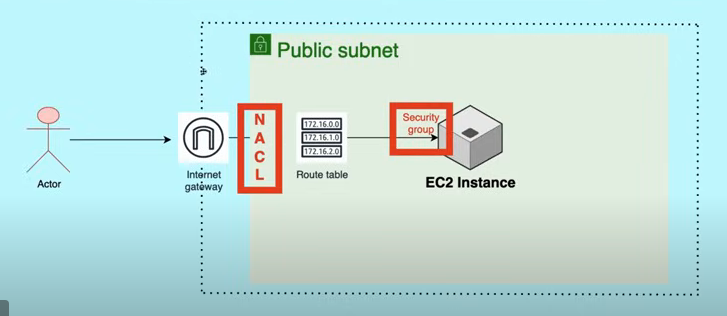 Public subnet
N
A
C
L
172.16.0.0
172.16.1.0
172.16.2.0
Security
group
Internet
gateway
Route table
EC2 Instance
Actor